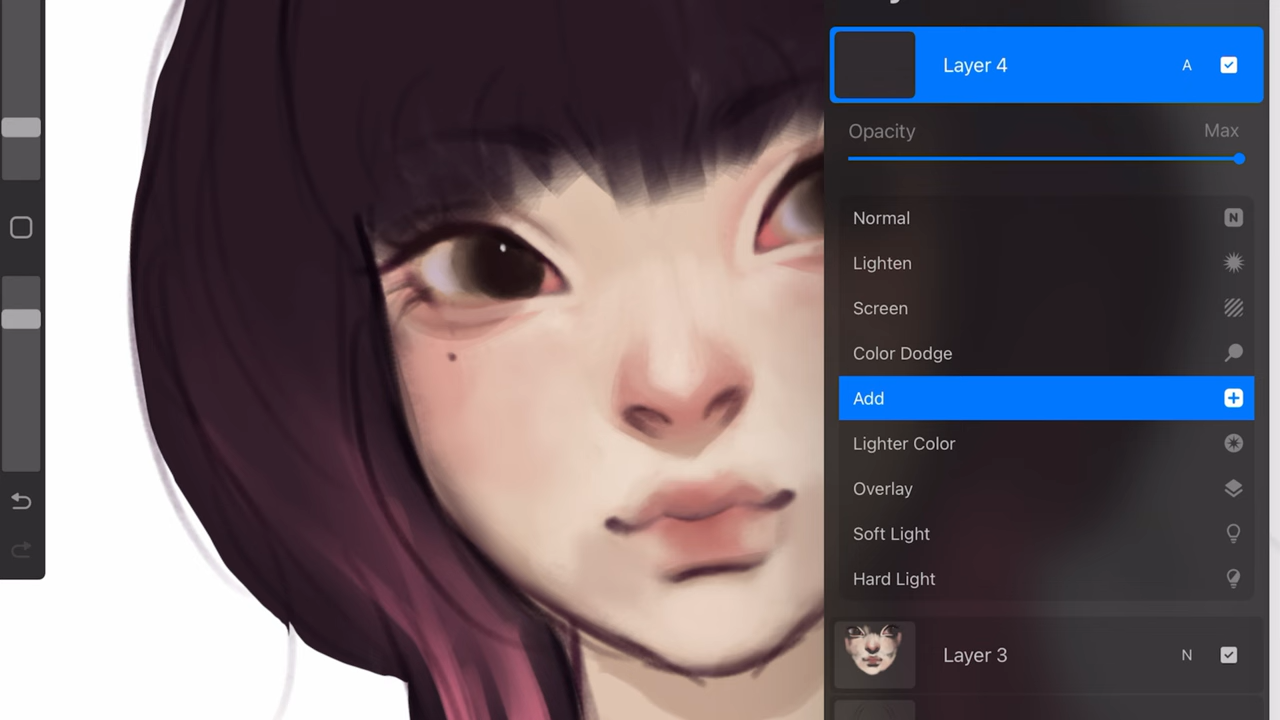 Layer 4 A
Opacity Max
Normal N
Lighten
Screen
Color Dodge
Add
Lighter Color
Overlay
Soft Light
Hard Light
Layer 3 N